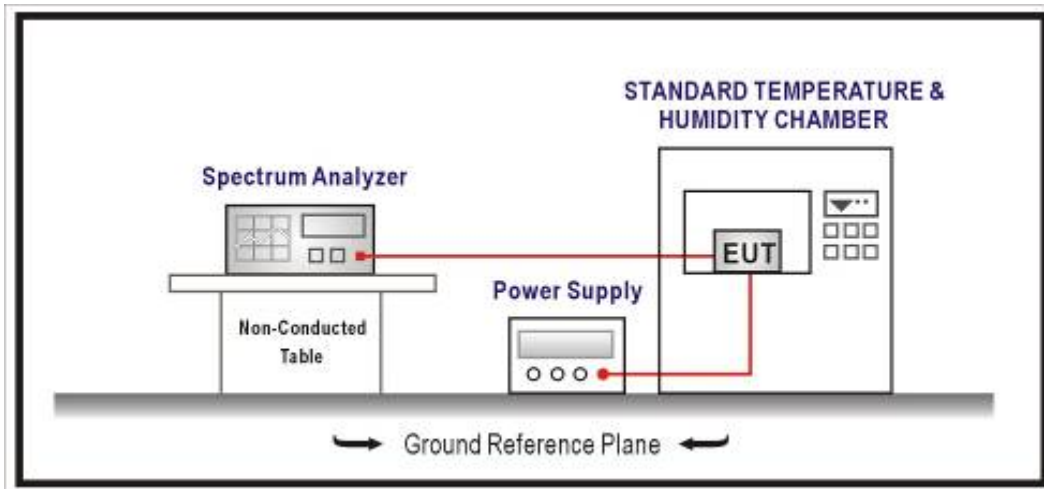 STANDARD TEMPERATURE &
HUMIDITY CHAMBER
Spectrum Analyzer
EUT
Power Supply
Non-Conducted
Table
Ground Reference Plane